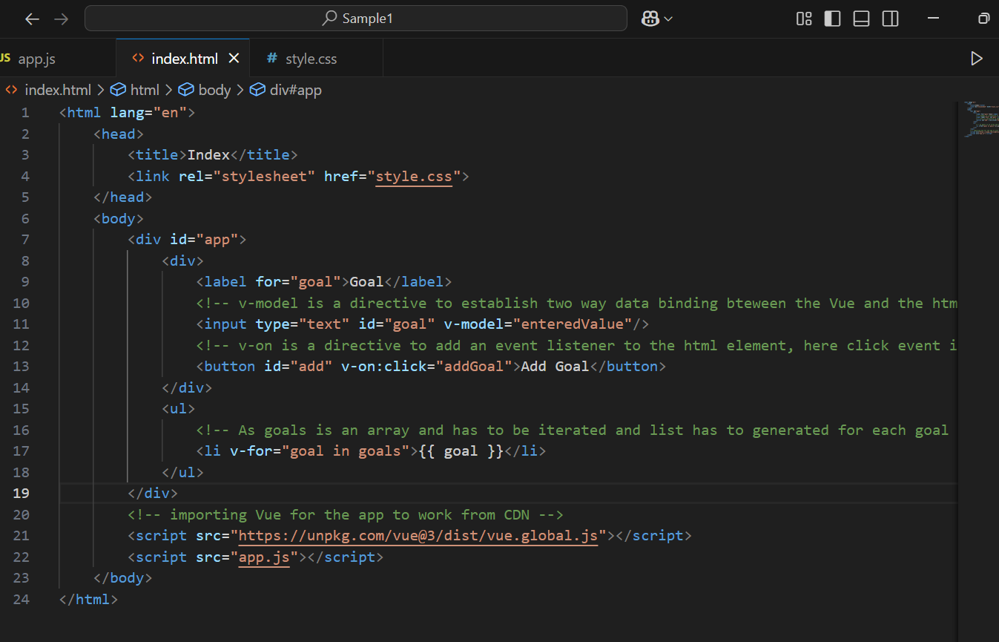 Sample1
JS app.js
index.html
style.css
index.html > html > body > div#app
1 <html lang="en">
2 <head>
3 <title>Index</title>
4 <link rel="stylesheet" href="style.css">
5 </head>
6 <body>
7 <div id="app">
8 <div>
9 <label for="goal">Goal</label>
10 <!-- v-model is a directive to establish two way data binding bteween the Vue and the htm
11 <input type="text" id="goal" v-model="enteredValue"/>
12 <!-- v-on is a directive to add an event listener to the html element, here click event i
13 <button id="add" v-on:click="addGoal">Add Goal</button>
14 </div>
15 <ul>
16 <!-- As goals is an array and has to be iterated and list has to generated for each goal
17 <li v-for="goal in goals">{{ goal }}</li>
18 </ul>
19 </div>
20 <!-- importing Vue for the app to work from CDN -->
21 <script src="https://unpkg.com/vue@3/dist/vue.global.js"></script>
22 <script src="app.js"></script>
23 </body>
24 </html>